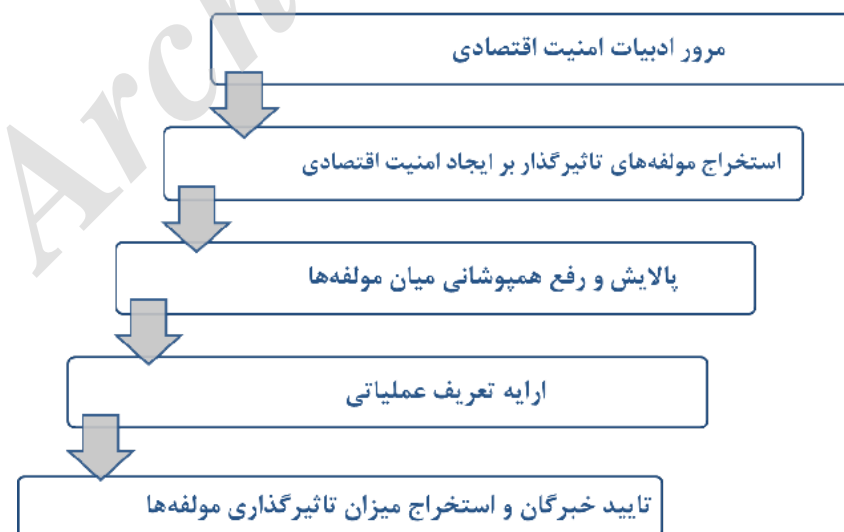 مرور ادبیات امنیت اقتصادی
استخراج مولفه‌های تاثیرگذار بر ایجاد امنیت اقتصادی
پالایش و رفع همپوشانی میان مولفه‌ها
ارایه تعریف عملیاتی
تایید خبرگان و استخراج میزان تاثیرگذاری مولفه‌ها
Arch